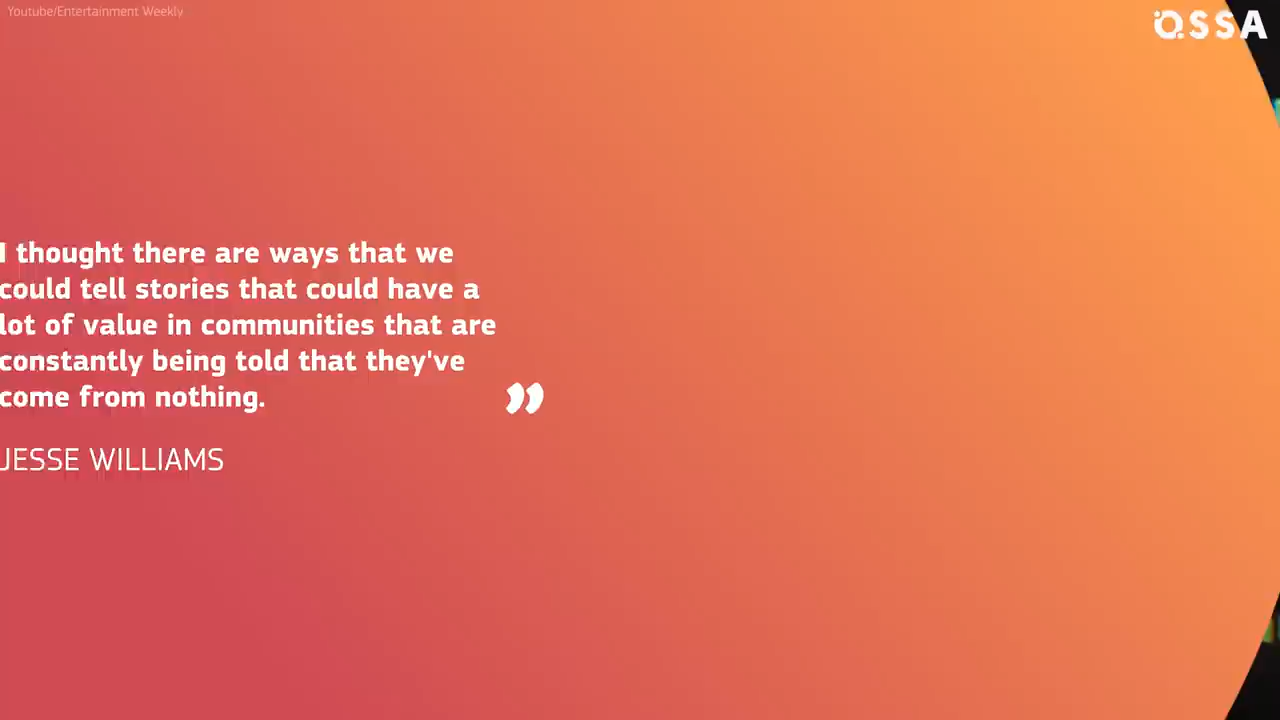 Youtube/Entertainment Weekly
QSSA
I thought there are ways that we
could tell stories that could have a
lot of value in communities that are
constantly being told that they've
come from nothing.
”
JESSE WILLIAMS